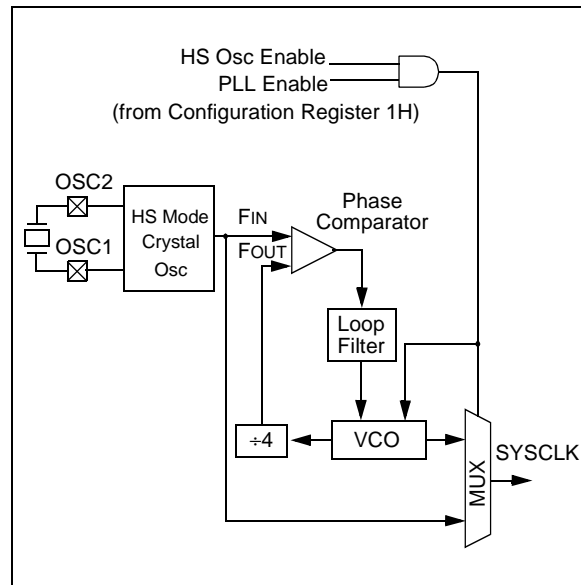 HS Osc Enable
PLL Enable
(from Configuration Register 1H)
OSC2
OSC1
HS Mode
Crystal
Osc
FIN
FOUT
Phase
Comparator
Loop
Filter
÷4
VCO
MUX
SYSCLK